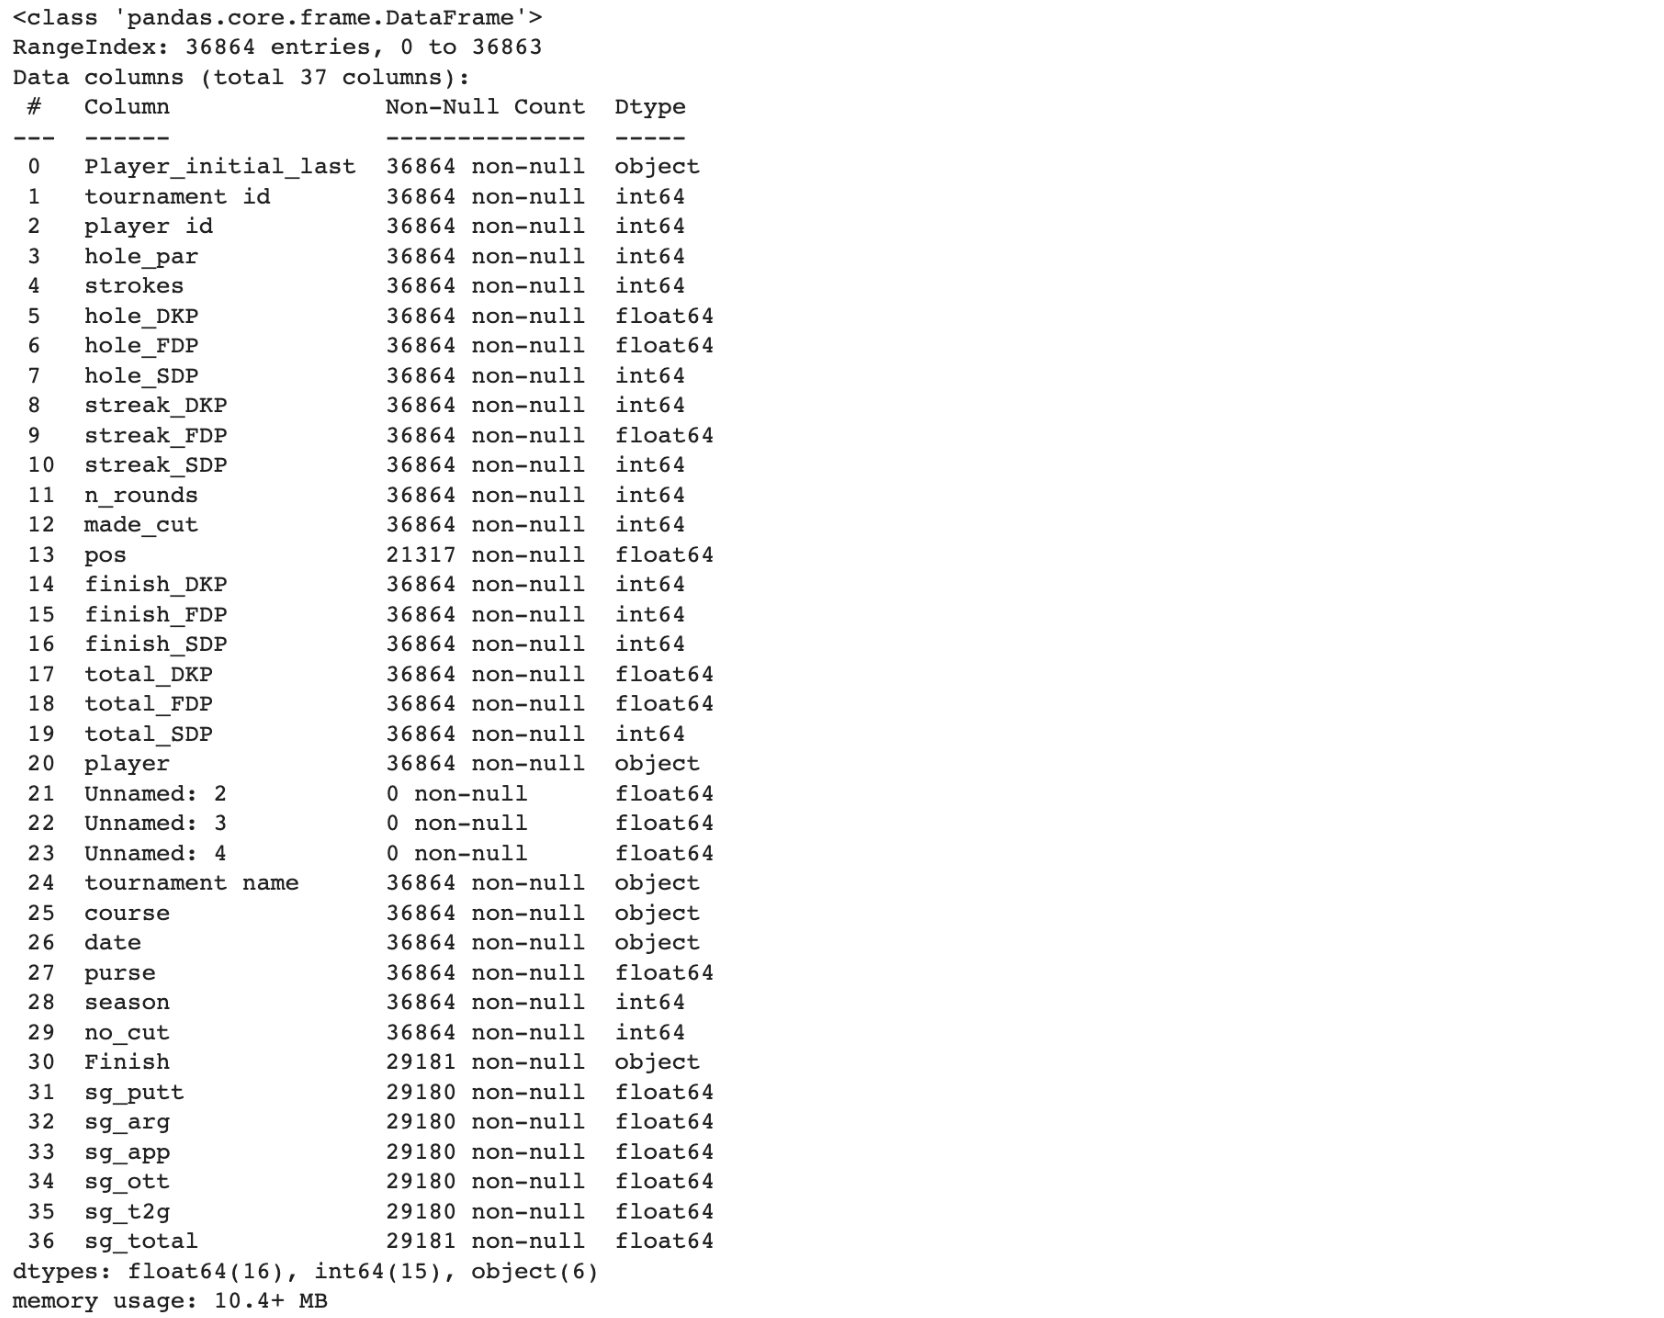 <class 'pandas.core.frame.DataFrame'>
RangeIndex: 36864 entries, 0 to 36863
Data columns (total 37 columns):
 #   Column               Non-Null Count  Dtype
---  ------               --------------  -----
 0   Player_initial_last  36864 non-null  object
 1   tournament id        36864 non-null  int64
 2   player id            36864 non-null  int64
 3   hole_par             36864 non-null  int64
 4   strokes              36864 non-null  int64
 5   hole_DKP             36864 non-null  float64
 6   hole_FDP             36864 non-null  float64
 7   hole_SDP             36864 non-null  int64
 8   streak_DKP           36864 non-null  int64
 9   streak_FDP           36864 non-null  float64
 10  streak_SDP           36864 non-null  int64
 11  n_rounds             36864 non-null  int64
 12  made_cut             36864 non-null  int64
 13  pos                  21317 non-null  float64
 14  finish_DKP           36864 non-null  int64
 15  finish_FDP           36864 non-null  int64
 16  finish_SDP           36864 non-null  int64
 17  total_DKP            36864 non-null  float64
 18  total_FDP            36864 non-null  float64
 19  total_SDP            36864 non-null  int64
 20  player               36864 non-null  object
 21  Unnamed: 2           0 non-null      float64
 22  Unnamed: 3           0 non-null      float64
 23  Unnamed: 4           0 non-null      float64
 24  tournament name      36864 non-null  object
 25  course               36864 non-null  object
 26  date                 36864 non-null  object
 27  purse                36864 non-null  float64
 28  season               36864 non-null  int64
 29  no_cut               36864 non-null  int64
 30  Finish               29181 non-null  object
 31  sg_putt              29180 non-null  float64
 32  sg_arg               29180 non-null  float64
 33  sg_app               29180 non-null  float64
 34  sg_ott               29180 non-null  float64
 35  sg_t2g               29180 non-null  float64
 36  sg_total             29181 non-null  float64
dtypes: float64(16), int64(15), object(6)
memory usage: 10.4+ MB